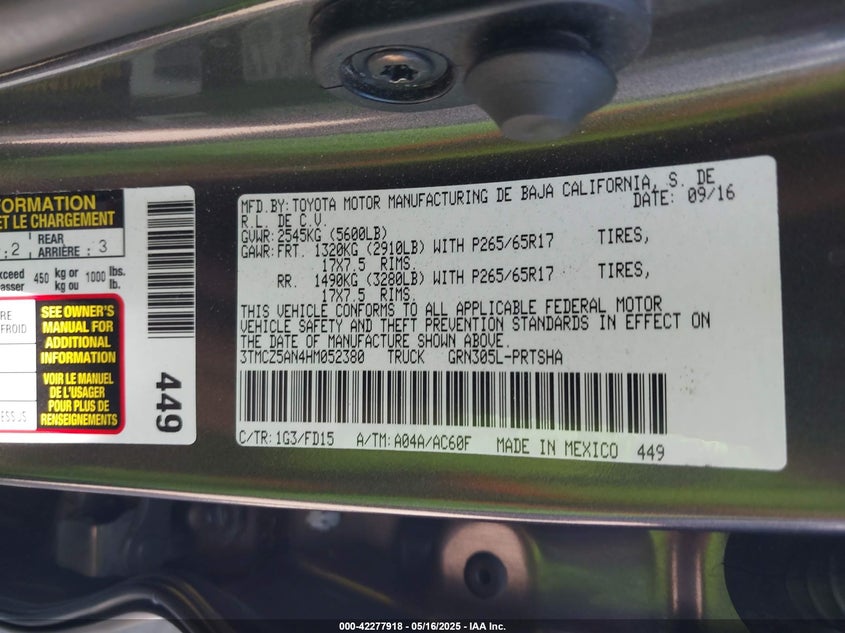 FORMATION
ET LE CHARGEMENT
: 2 REAR
ARRIÈRE : 3
450 kg or
kg ou 1000 lbs.
lb.
SEE OWNER'S
MANUAL FOR
ADDITIONAL
INFORMATION
VOIR LE MANUEL
DE L'USAGER
POUR PLUS DE
RENSEIGNEMENTS
449
MFD.BY:TOYOTA MOTOR MANUFACTURING DE BAJA CALIFORNIA, S. DE
R.L. DE C.V. DATE: 09/16
GVWR:2545KG (5600LB)
GAWR:FRT. 1320KG (2910LB) WITH P265/65R17 TIRES,
17X7.5 RIMS.
RR. 1490KG (3280LB) WITH P265/65R17 TIRES,
17X7.5 RIMS.
THIS VEHICLE CONFORMS TO ALL APPLICABLE FEDERAL MOTOR
VEHICLE SAFETY AND THEFT PREVENTION STANDARDS IN EFFECT ON
THE DATE OF MANUFACTURE SHOWN ABOVE.
3TMCZ5AN4HM052380 TRUCK GRN305L-PRTSHA
C/TR:1G3/FD15 A/TM:A04A/AC60F MADE IN MEXICO 449
000-42277918 - 05/16/2025 - IAA Inc.